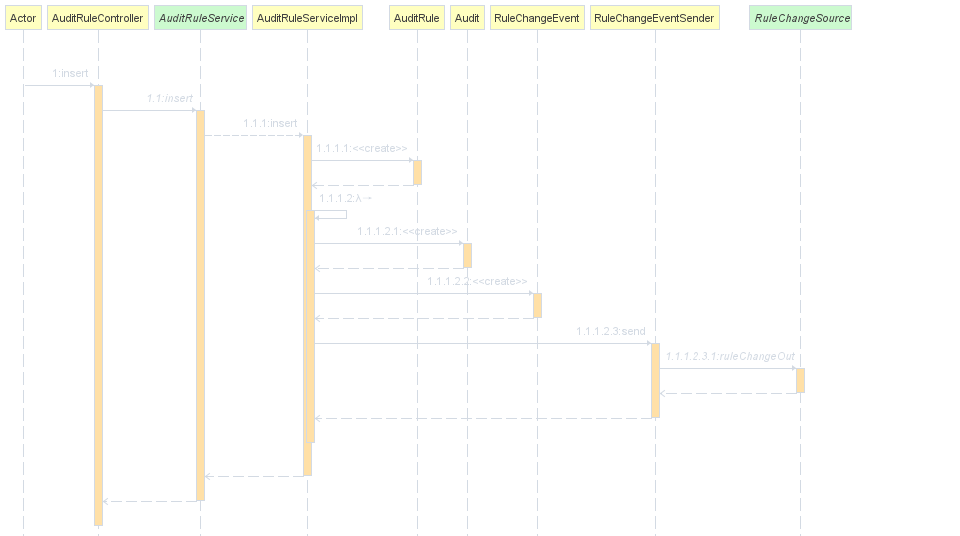 Actor AuditRuleController AuditRuleService AuditRuleServiceImpl AuditRule Audit RuleChangeEvent RuleChangeEventSender RuleChangeSource
1:insert
1.1:insert
1.1.1:insert
1.1.1.1:<<create>>
1.1.1.2:λ→
1.1.1.2.1:<<create>>
1.1.1.2.2:<<create>>
1.1.1.2.3:send
1.1.1.2.3.1:ruleChangeOut